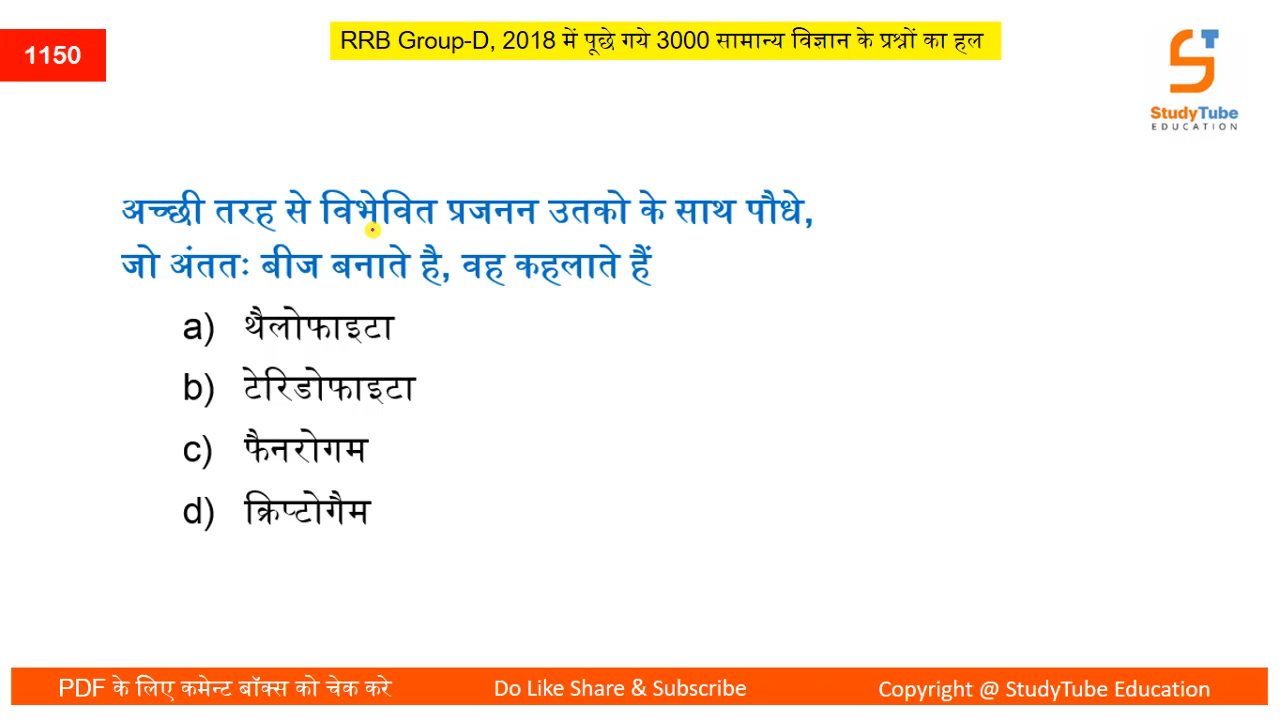 1150
RRB Group-D, 2018 में पूछे गये 3000 सामान्य विज्ञान के प्रश्नों का हल
StudyTube
EDUCATION
अच्छी तरह से विभेवित प्रजनन उतको के साथ पौधे,
जो अंततः बीज बनाते है, वह कहलाते हैं
a) थैलोफाइटा
b) टेरिडोफाइटा
c) फैनरोगम
d) क्रिप्टोगैम
PDF के लिए कमेन्ट बॉक्स को चेक करे
Do Like Share & Subscribe
Copyright @ StudyTube Education